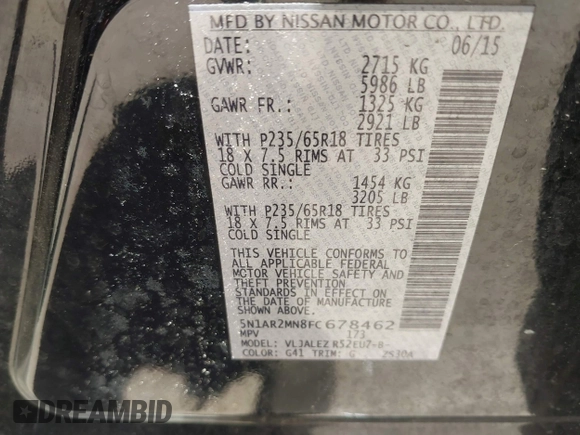 MFD BY NISSAN MOTOR CO., LTD.
DATE: 06/15
GVWR: 2715 KG
5986 LB
GAWR FR.: 1325 KG
2921 LB
WITH P235/65R18 TIRES
18 X 7.5 RIMS AT 33 PSI
COLD SINGLE
GAWR RR.: 1454 KG
3205 LB
WITH P235/65R18 TIRES
18 X 7.5 RIMS AT 33 PSI
COLD SINGLE
THIS VEHICLE CONFORMS TO
ALL APPLICABLE FEDERAL
MOTOR VEHICLE SAFETY AND
THEFT PREVENTION
STANDARDS IN EFFECT ON
THE DATE OF MANUFACTURE
SHOWN ABOVE.
5N1AR2MN8FC678462
MPV 173
MODEL: VLJALEZ R52EU7-B-
COLOR: G41 TRIM: G
DREAMBID